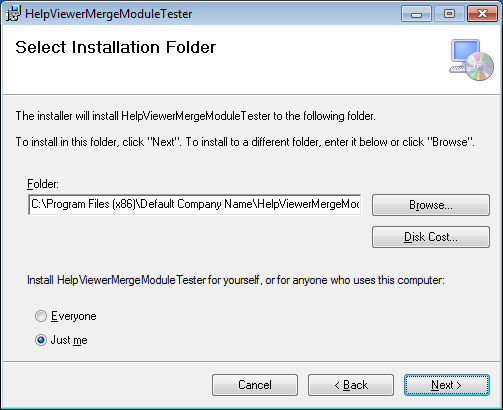 HelpViewerMergeModuleTester
Select Installation Folder
The installer will install HelpViewerMergeModuleTester to the following folder.
To install in this folder, click "Next". To install to a different folder, enter it below or click "Browse".
Folder:
C:\Program Files (x86)\Default Company Name\HelpViewerMergeMod
Browse...
Disk Cost...
Install HelpViewerMergeModuleTester for yourself, or for anyone who uses this computer:
Everyone
Just me
Cancel
< Back
Next >